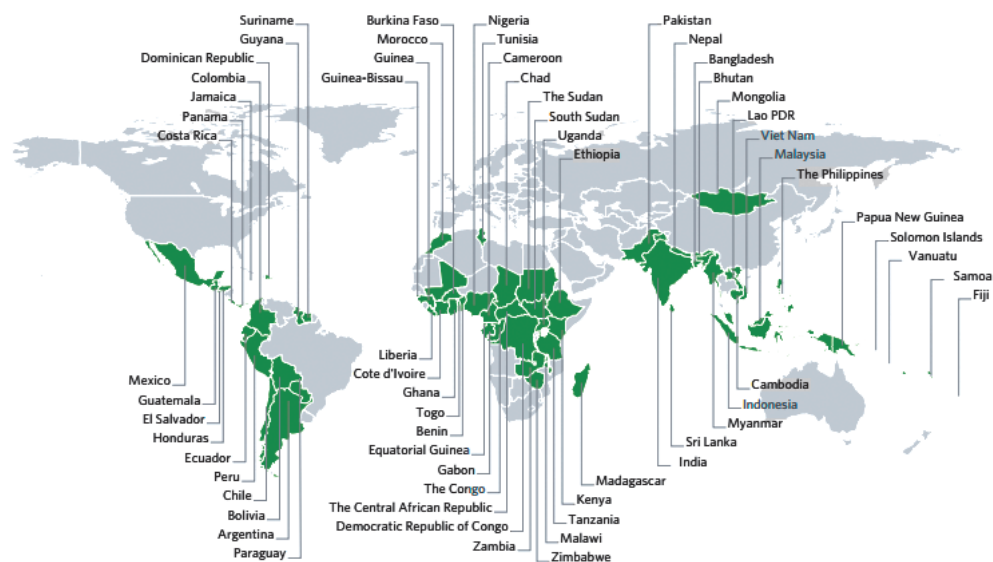 Suriname
Guyana
Dominican Republic
Colombia
Jamaica
Panama
Costa Rica
Burkina Faso
Morocco
Guinea
Guinea-Bissau
Nigeria
Tunisia
Cameroon
Chad
The Sudan
South Sudan
Uganda
Ethiopia
Pakistan
Nepal
Bangladesh
Bhutan
Mongolia
Lao PDR
Viet Nam
Malaysia
The Philippines
Papua New Guinea
Solomon Islands
Vanuatu
Samoa
Fiji
Mexico
Guatemala
El Salvador
Honduras
Ecuador
Peru
Chile
Bolivia
Argentina
Paraguay
Liberia
Cote d'Ivoire
Ghana
Togo
Benin
Equatorial Guinea
Gabon
The Congo
The Central African Republic
Democratic Republic of Congo
Zambia
Zimbabwe
Malawi
Tanzania
Kenya
Madagascar
India
Sri Lanka
Myanmar
Indonesia
Cambodia